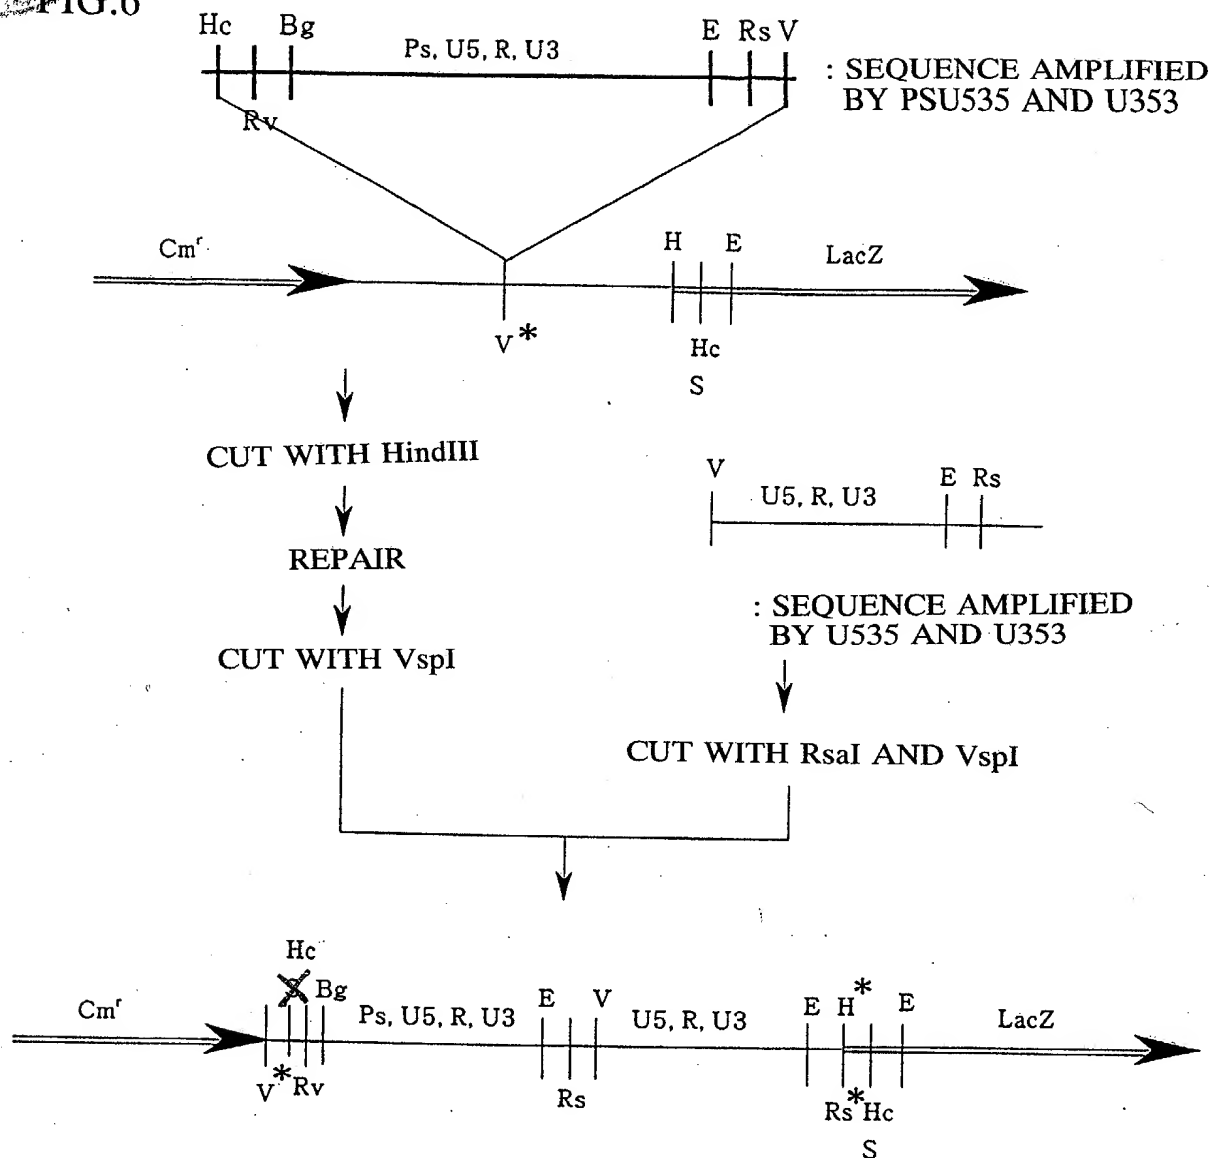 FIG.6
Hc Bg Ps, U5, R, U3 E Rs V
Rv
: SEQUENCE AMPLIFIED
BY PSU535 AND U353
Cmʳ H E LacZ
V* Hc
S
CUT WITH HindIII
REPAIR
CUT WITH VspI
V U5, R, U3 E Rs
: SEQUENCE AMPLIFIED
BY U535 AND U353
CUT WITH RsaI AND VspI
Hc
Cmʳ Bg Ps, U5, R, U3 E V U5, R, U3 E H* E LacZ
V* Rv Rs Rs* Hc
S